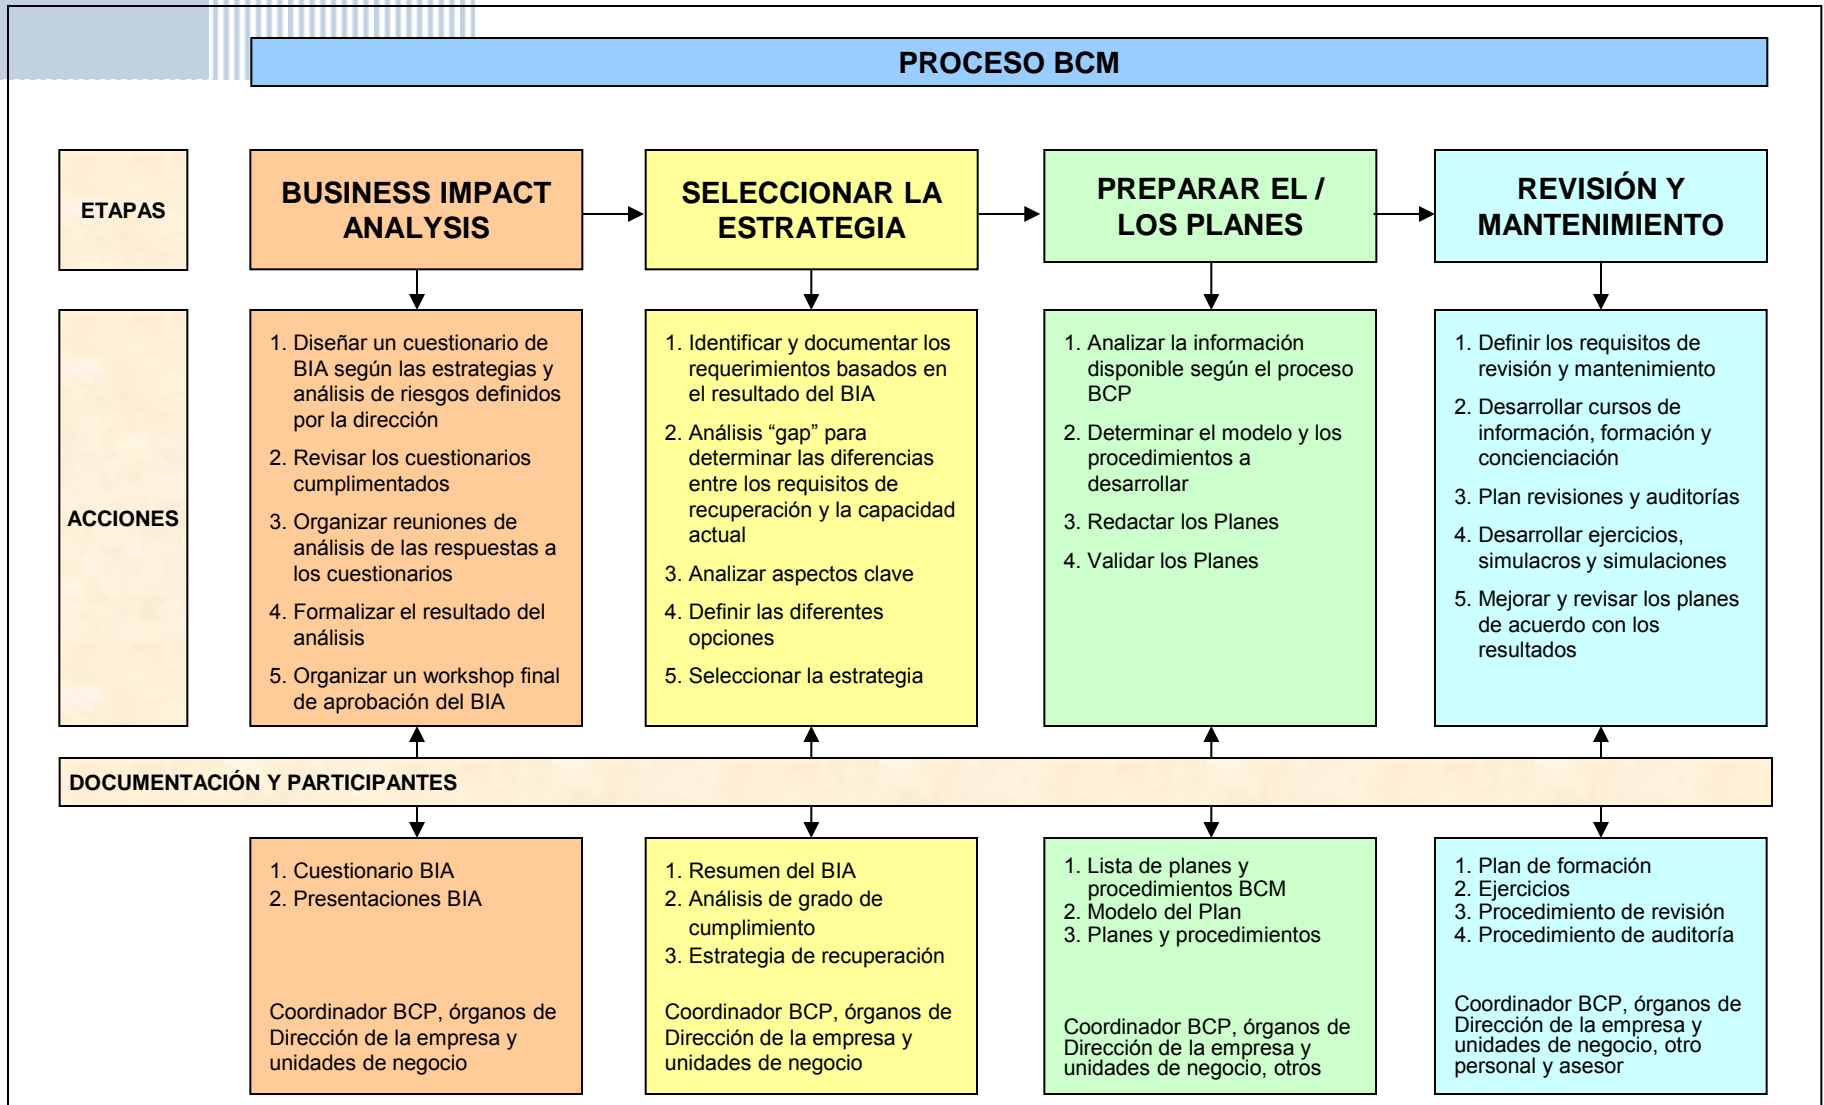 PROCESO BCM
ETAPAS
BUSINESS IMPACT
ANALYSIS
SELECCIONAR LA
ESTRATEGIA
PREPARAR EL /
LOS PLANES
REVISIÓN Y
MANTENIMIENTO
ACCIONES
1. Diseñar un cuestionario de
BIA según las estrategias y
análisis de riesgos definidos
por la dirección
2. Revisar los cuestionarios
cumplimentados
3. Organizar reuniones de
análisis de las respuestas a
los cuestionarios
4. Formalizar el resultado del
análisis
5. Organizar un workshop final
de aprobación del BIA
1. Identificar y documentar los
requerimientos basados en
el resultado del BIA
2. Análisis “gap” para
determinar las diferencias
entre los requisitos de
recuperación y la capacidad
actual
3. Analizar aspectos clave
4. Definir las diferentes
opciones
5. Seleccionar la estrategia
1. Analizar la información
disponible según el proceso
BCP
2. Determinar el modelo y los
procedimientos a
desarrollar
3. Redactar los Planes
4. Validar los Planes
1. Definir los requisitos de
revisión y mantenimiento
2. Desarrollar cursos de
información, formación y
concienciación
3. Plan revisiones y auditorías
4. Desarrollar ejercicios,
simulacros y simulaciones
5. Mejorar y revisar los planes
de acuerdo con los
resultados
DOCUMENTACIÓN Y PARTICIPANTES
1. Cuestionario BIA
2. Presentaciones BIA
Coordinador BCP, órganos de
Dirección de la empresa y
unidades de negocio
1. Resumen del BIA
2. Análisis de grado de
cumplimiento
3. Estrategia de recuperación
Coordinador BCP, órganos de
Dirección de la empresa y
unidades de negocio
1. Lista de planes y
procedimientos BCM
2. Modelo del Plan
3. Planes y procedimientos
Coordinador BCP, órganos de
Dirección de la empresa y
unidades de negocio, otros
1. Plan de formación
2. Ejercicios
3. Procedimiento de revisión
4. Procedimiento de auditoría
Coordinador BCP, órganos de
Dirección de la empresa y
unidades de negocio, otro
personal y asesor